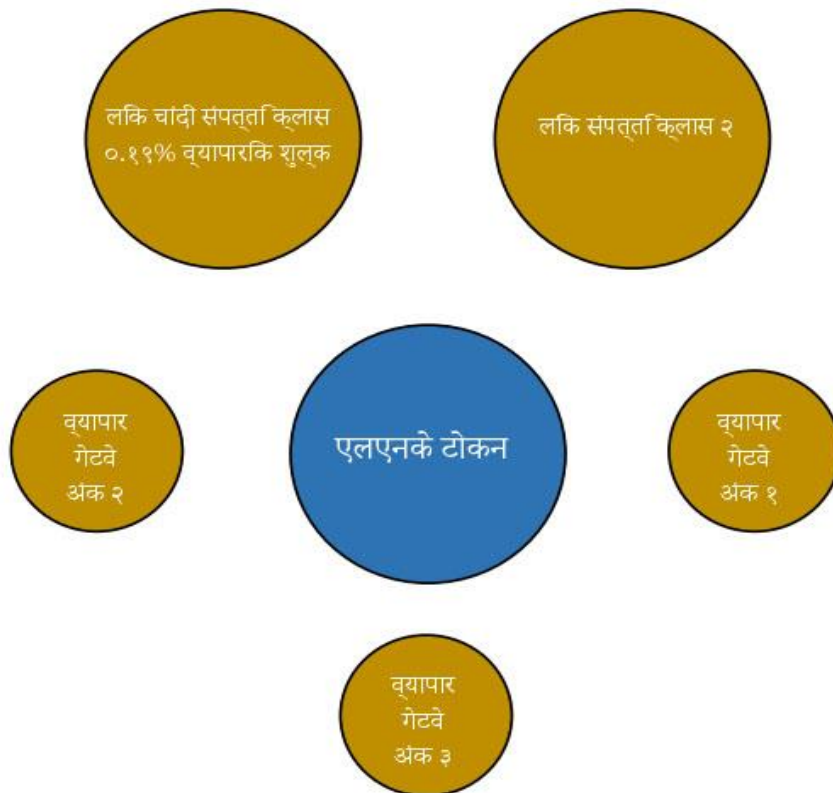 लकि चांदी संपत्ता क्लास
०.१९% व्यापारकि शुल्क
लकि संपत्ता क्लास २
व्यापार
गेटवे
अंक २
एलएनके टोकन
व्यापार
गेटवे
अंक १
व्यापार
गेटवे
अंक ३